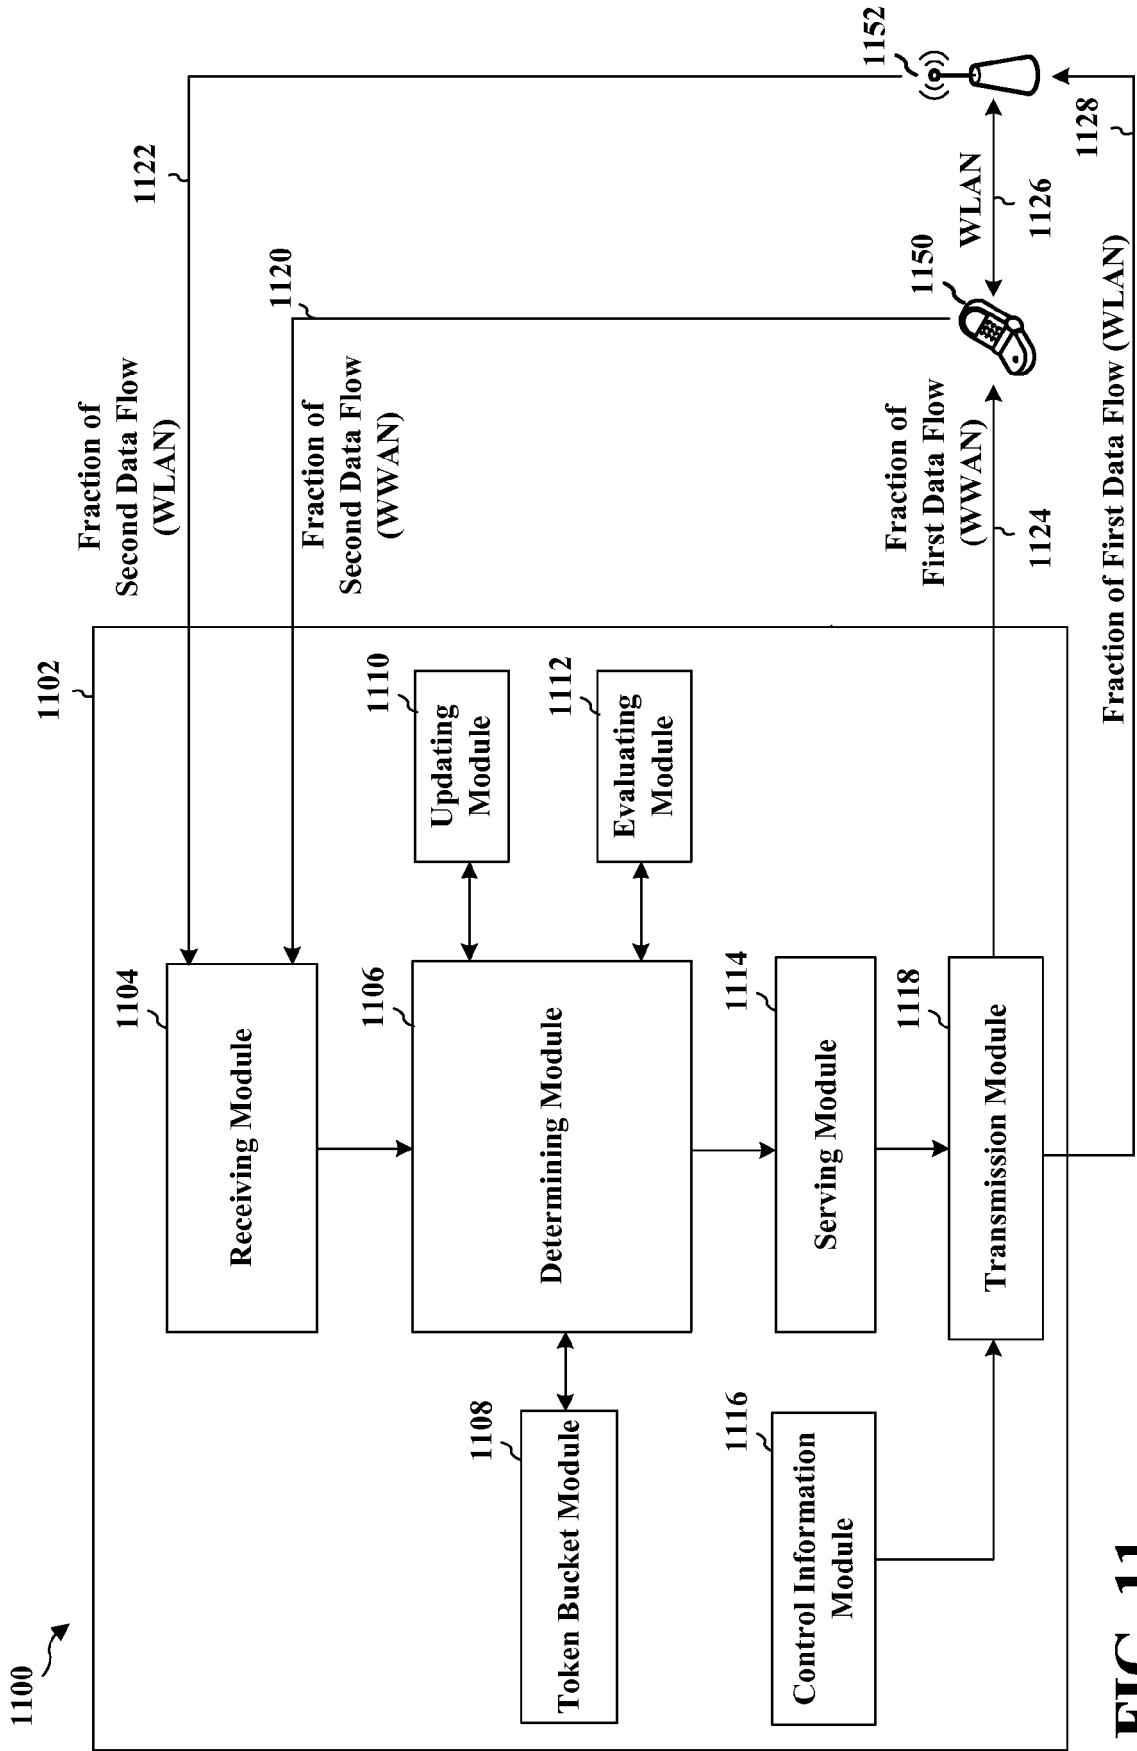 1100
1102
1104
Receiving Module
1106
Determining Module
1108
Token Bucket Module
1110
Updating
Module
1112
Evaluating
Module
1114
Serving Module
1116
Control Information
Module
1118
Transmission Module
Fraction of
Second Data Flow
(WLAN)
1122
Fraction of
Second Data Flow
(WWAN)
1120
Fraction of
First Data Flow
(WWAN)
1124
1150
WLAN
1126
1152
1128
Fraction of First Data Flow (WLAN)
FIG. 11